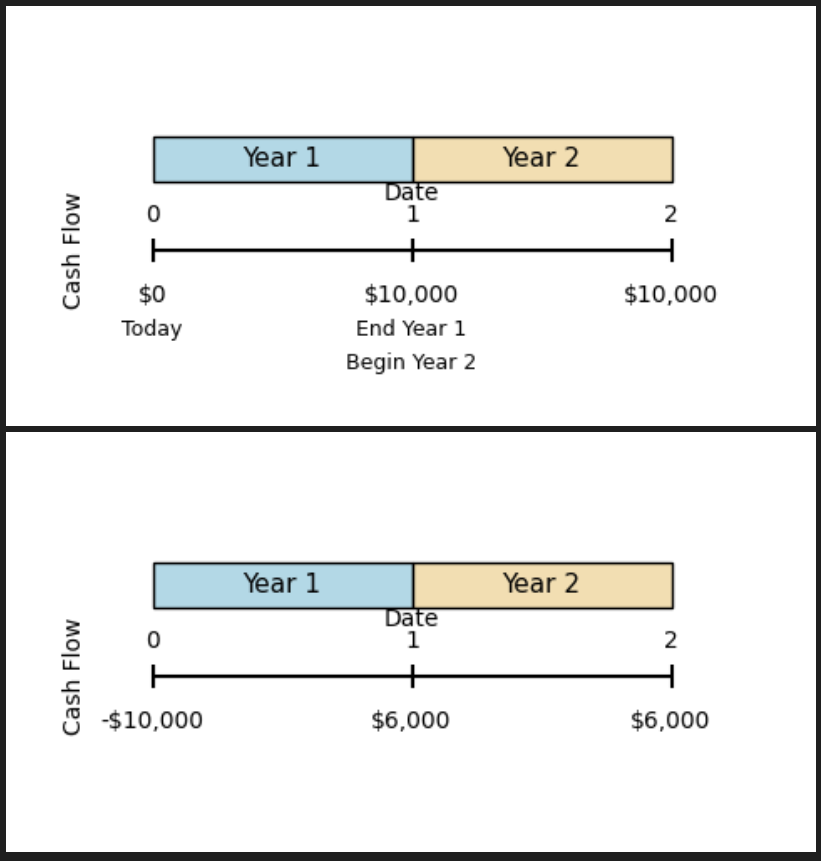 Year 1 Year 2
Date
0 1 2
Cash Flow
$0 $10,000 $10,000
Today End Year 1
Begin Year 2
Year 1 Year 2
Date
0 1 2
Cash Flow
-$10,000 $6,000 $6,000